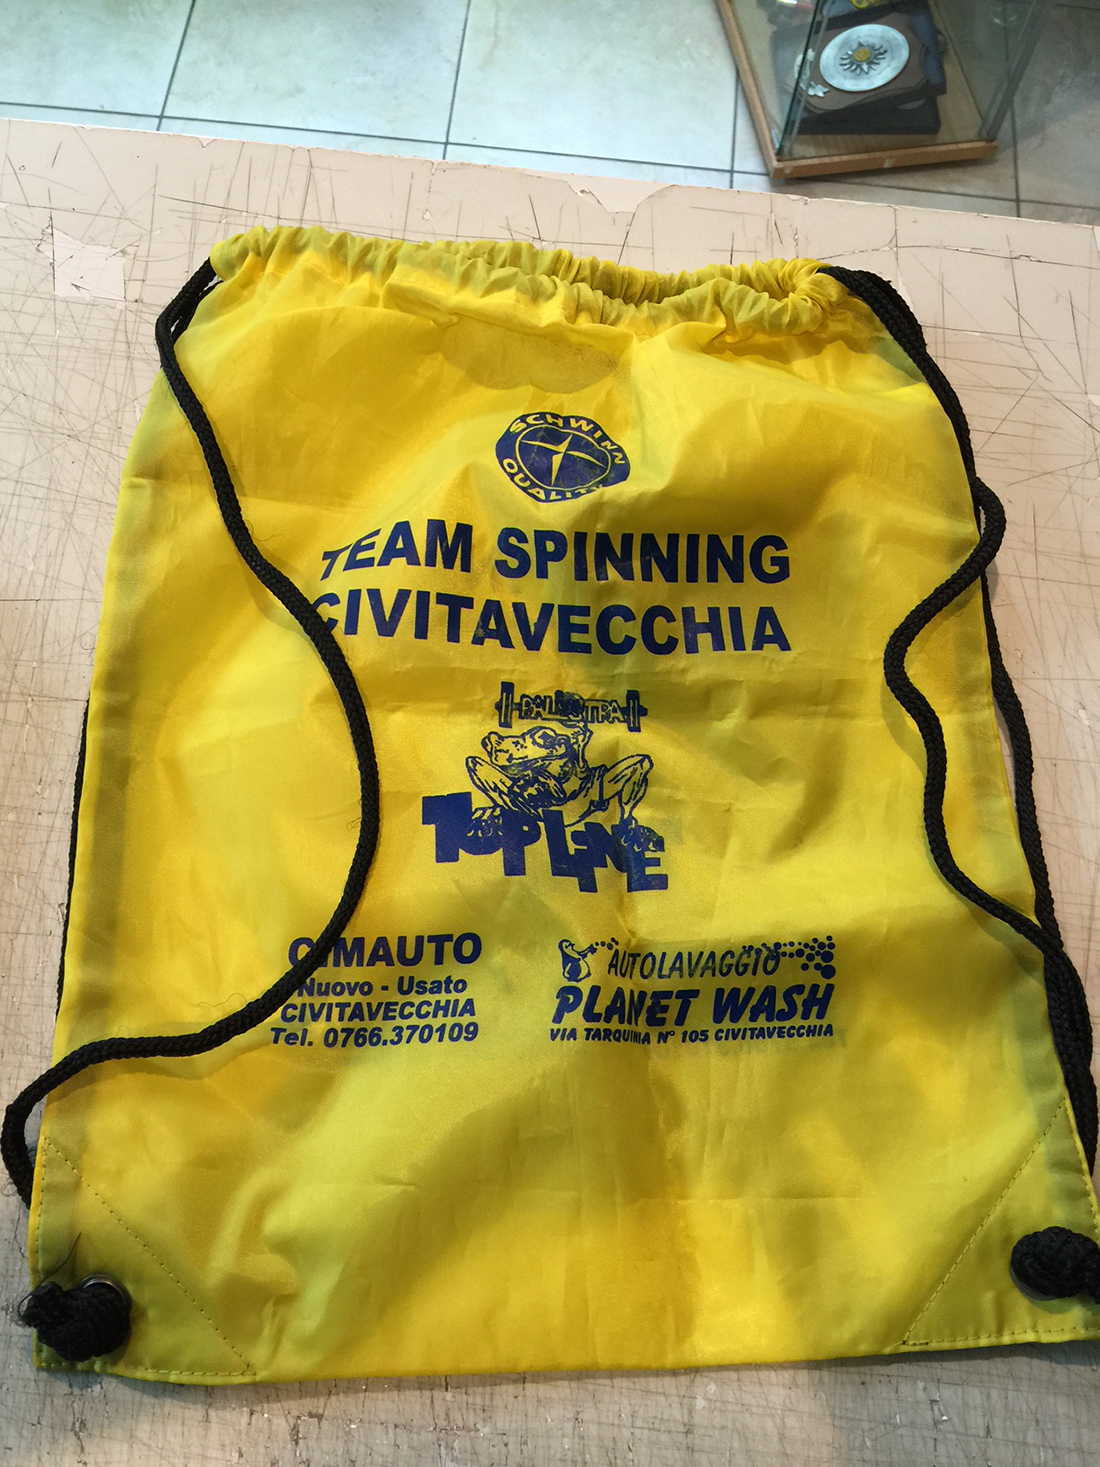 SCHWINN
QUALITY
TEAM SPINNING
CIVITAVECCHIA
PALESTRA
TOP LINE
CIMAUTO
Nuovo - Usato
CIVITAVECCHIA
Tel. 0766.370109
AUTOLAVAGGIO
PLANET WASH
VIA TARQUINIA N° 105 CIVITAVECCHIA